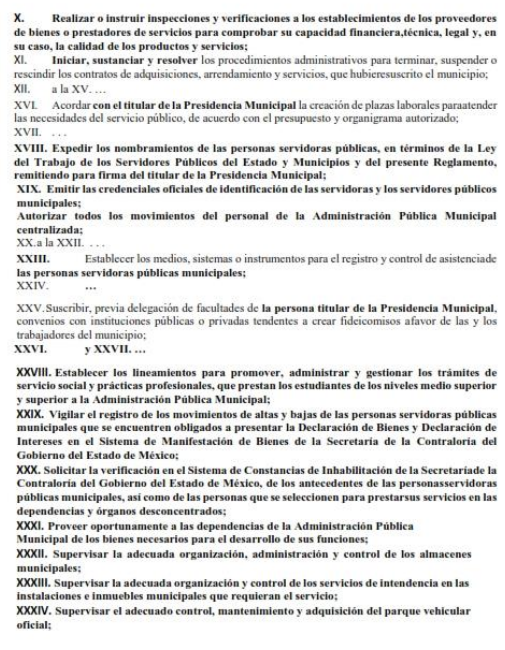 X. Realizar o instruir inspecciones y verificaciones a los establecimientos de los proveedores
de bienes o prestadores de servicios para comprobar su capacidad financiera,técnica, legal y, en
su caso, la calidad de los productos y servicios;
XI. Iniciar, sustanciar y resolver los procedimientos administrativos para terminar, suspender o
rescindir los contratos de adquisiciones, arrendamiento y servicios, que hubieresuscrito el municipio;
XII. a la XV. ...
XVI. Acordar con el titular de la Presidencia Municipal la creación de plazas laborales paraatender
las necesidades del servicio público, de acuerdo con el presupuesto y organigrama autorizado;
XVII. . . .
XVIII. Expedir los nombramientos de las personas servidoras públicas, en términos de la Ley
del Trabajo de los Servidores Públicos del Estado y Municipios y del presente Reglamento,
remitiendo para firma del titular de la Presidencia Municipal;
XIX. Emitir las credenciales oficiales de identificación de las servidoras y los servidores públicos
municipales;
Autorizar todos los movimientos del personal de la Administración Pública Municipal
centralizada;
XX.a la XXII. . . .
XXIII. Establecer los medios, sistemas o instrumentos para el registro y control de asistenciade
las personas servidoras públicas municipales;
XXIV. ...
XXV.Suscribir, previa delegación de facultades de la persona titular de la Presidencia Municipal,
convenios con instituciones públicas o privadas tendentes a crear fideicomisos afavor de las y los
trabajadores del municipio;
XXVI. y XXVII. ...
XXVIII. Establecer los lineamientos para promover, administrar y gestionar los trámites de
servicio social y prácticas profesionales, que prestan los estudiantes de los niveles medio superior
y superior a la Administración Pública Municipal;
XXIX. Vigilar el registro de los movimientos de altas y bajas de las personas servidoras públicas
municipales que se encuentren obligados a presentar la Declaración de Bienes y Declaración de
Intereses en el Sistema de Manifestación de Bienes de la Secretaría de la Contraloría del
Gobierno del Estado de México;
XXX. Solicitar la verificación en el Sistema de Constancias de Inhabilitación de la Secretaríade la
Contraloría del Gobierno del Estado de México, de los antecedentes de las personasservidoras
públicas municipales, así como de las personas que se seleccionen para prestarsus servicios en las
dependencias y órganos desconcentrados;
XXXI. Proveer oportunamente a las dependencias de la Administración Pública
Municipal de los bienes necesarios para el desarrollo de sus funciones;
XXXII. Supervisar la adecuada organización, administración y control de los almacenes
municipales;
XXXIII. Supervisar la adecuada organización y control de los servicios de intendencia en las
instalaciones e inmuebles municipales que requieran el servicio;
XXXIV. Supervisar el adecuado control, mantenimiento y adquisición del parque vehicular
oficial;